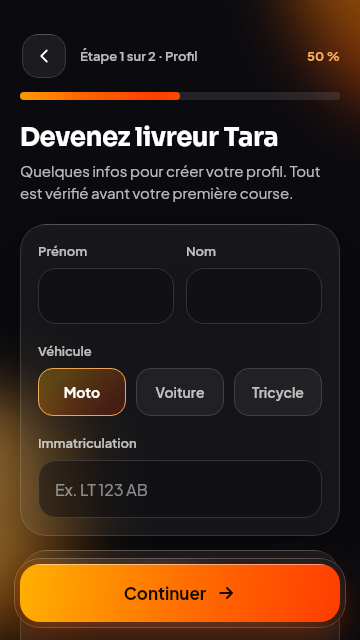 Étape 1 sur 2 · Profil
50 %
Devenez livreur Tara
Quelques infos pour créer votre profil. Tout
est vérifié avant votre première course.
Prénom
Nom
Véhicule
Moto
Voiture
Tricycle
Immatriculation
Ex. LT 123 AB
Continuer →